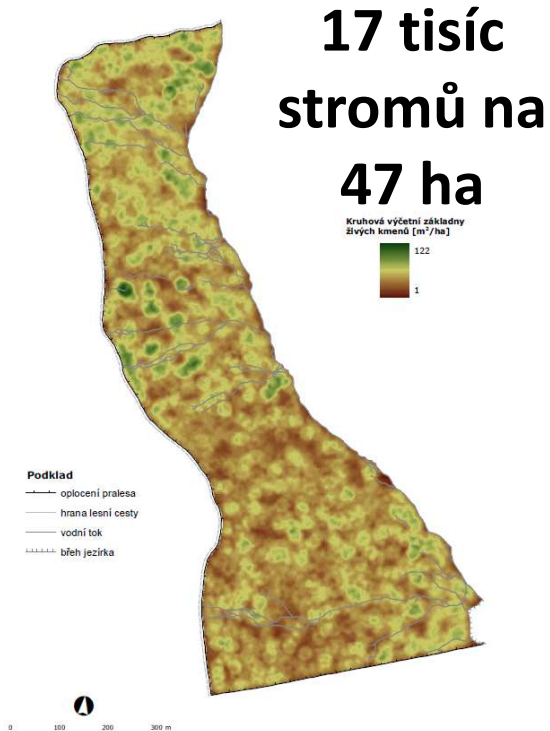 17 tisíc
stromů na
47 ha
Kruhová výčetní základny
živých kmenů [m²/ha]
122
1
Podklad
oplocení pralesa
hrana lesní cesty
vodní tok
břeh jezírka
0 100 200 300 m